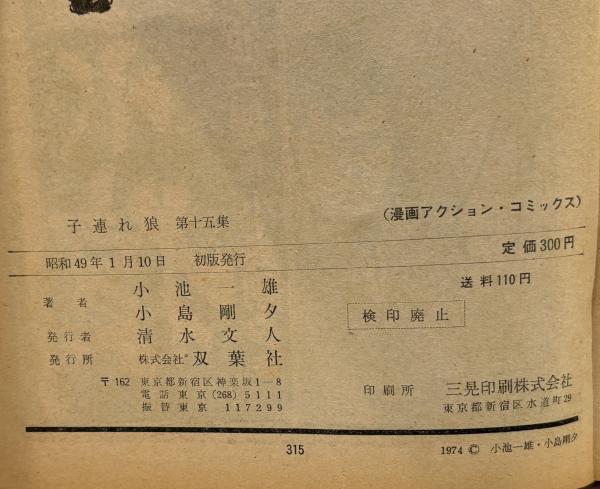 子連れ狼 第十五集
(漫画アクション・コミックス)
昭和49年1月10日 初版発行
定価300円
送料110円
著者 小池一雄
小島剛夕
検印廃止
発行者 清水文人
発行所 株式会社 双葉社
〒162 東京都新宿区神楽坂1-8
電話東京(268)5111
振替東京 117299
印刷所 三晃印刷株式会社
東京都新宿区水道町29
315
1974 © 小池一雄・小島剛夕